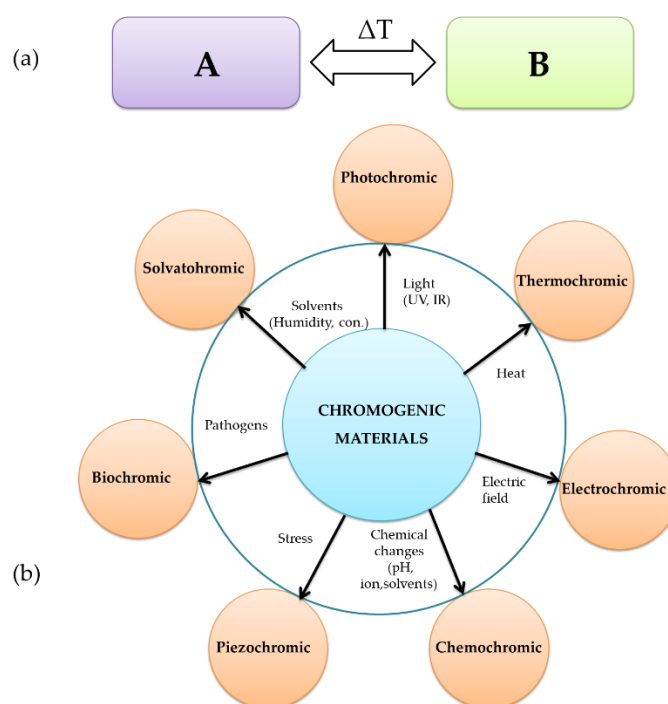 (a)
A
ΔT
B
Photochromic
Solvatohromic
Thermochromic
Light
(UV, IR)
Solvents
(Humidity, con.)
Heat
CHROMOGENIC
MATERIALS
Pathogens
Biochromic
Electric
field
Electrochromic
Stress
Chemical
changes
(pH,
ion,solvents)
(b)
Piezochromic
Chemochromic